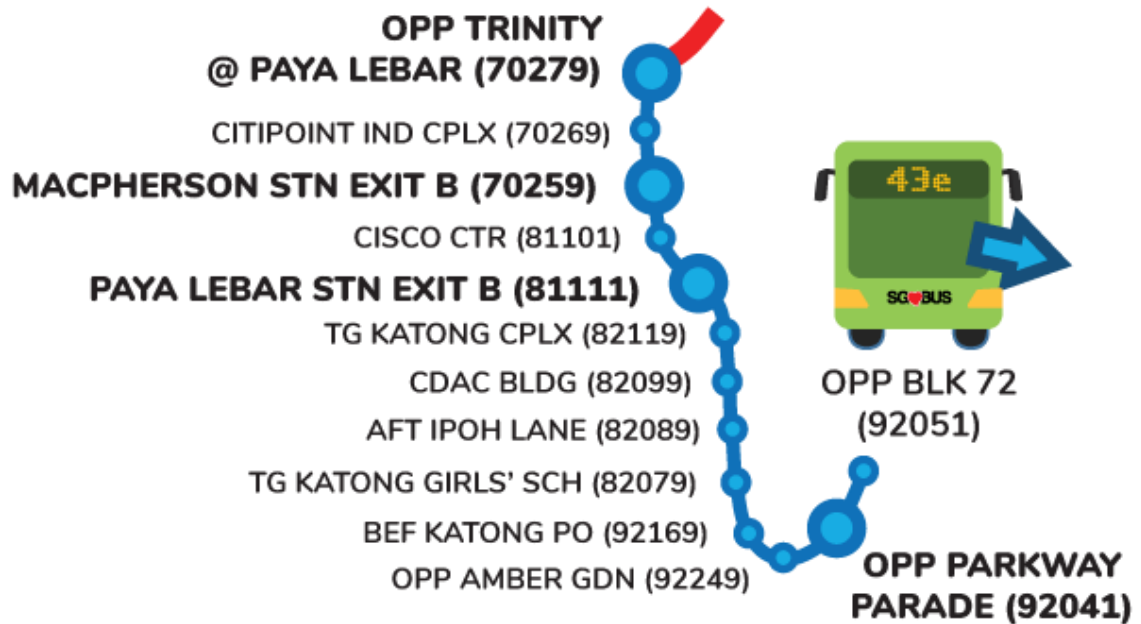 OPP TRINITY
@ PAYA LEBAR (70279)
CITIPOINT IND CPLX (70269)
MACPHERSON STN EXIT B (70259)
CISCO CTR (81101)
PAYA LEBAR STN EXIT B (81111)
TG KATONG CPLX (82119)
CDAC BLDG (82099)
AFT IPOH LANE (82089)
TG KATONG GIRLS’ SCH (82079)
BEF KATONG PO (92169)
OPP AMBER GDN (92249)
OPP PARKWAY
PARADE (92041)
43e
SG BUS
OPP BLK 72
(92051)